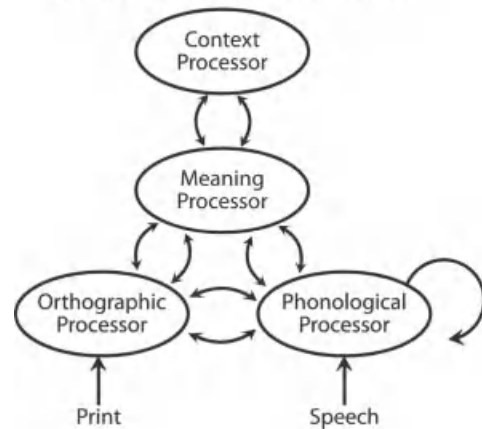 Context
Processor
Meaning
Processor
Orthographic
Processor
Phonological
Processor
Print
Speech